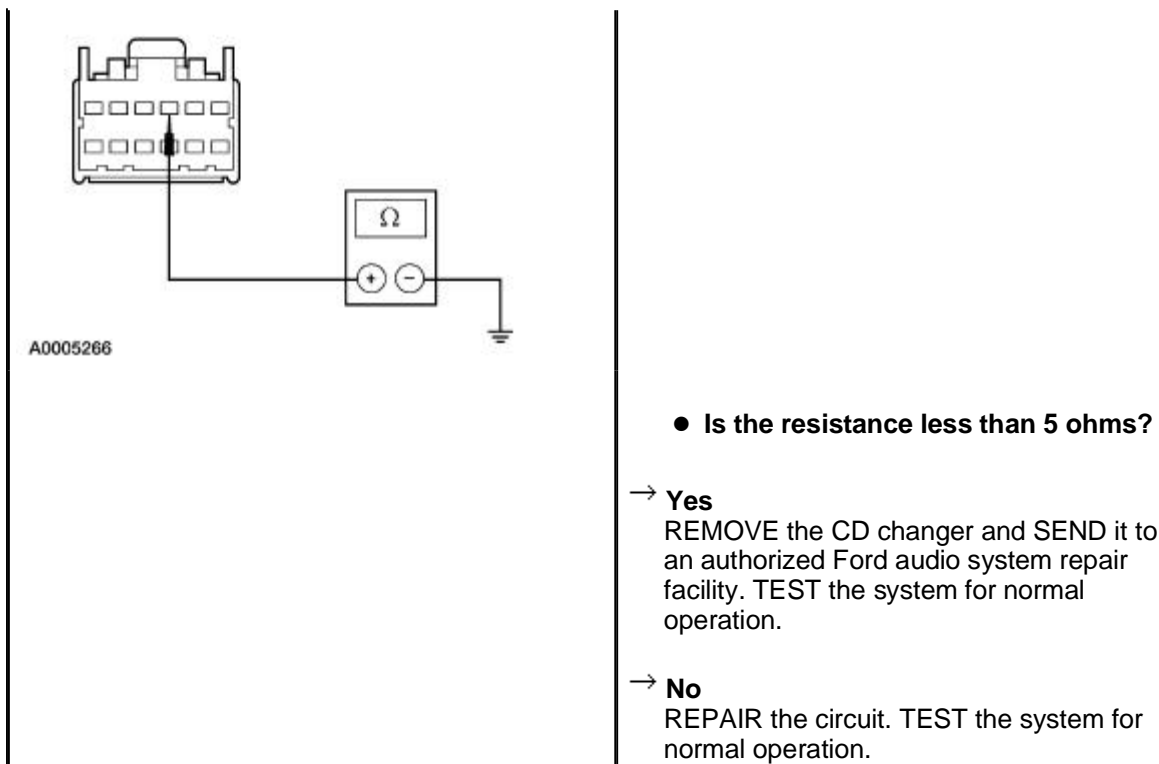 Ω
+ −
A0005266
● Is the resistance less than 5 ohms?
→ Yes
REMOVE the CD changer and SEND it to
an authorized Ford audio system repair
facility. TEST the system for normal
operation.
→ No
REPAIR the circuit. TEST the system for
normal operation.